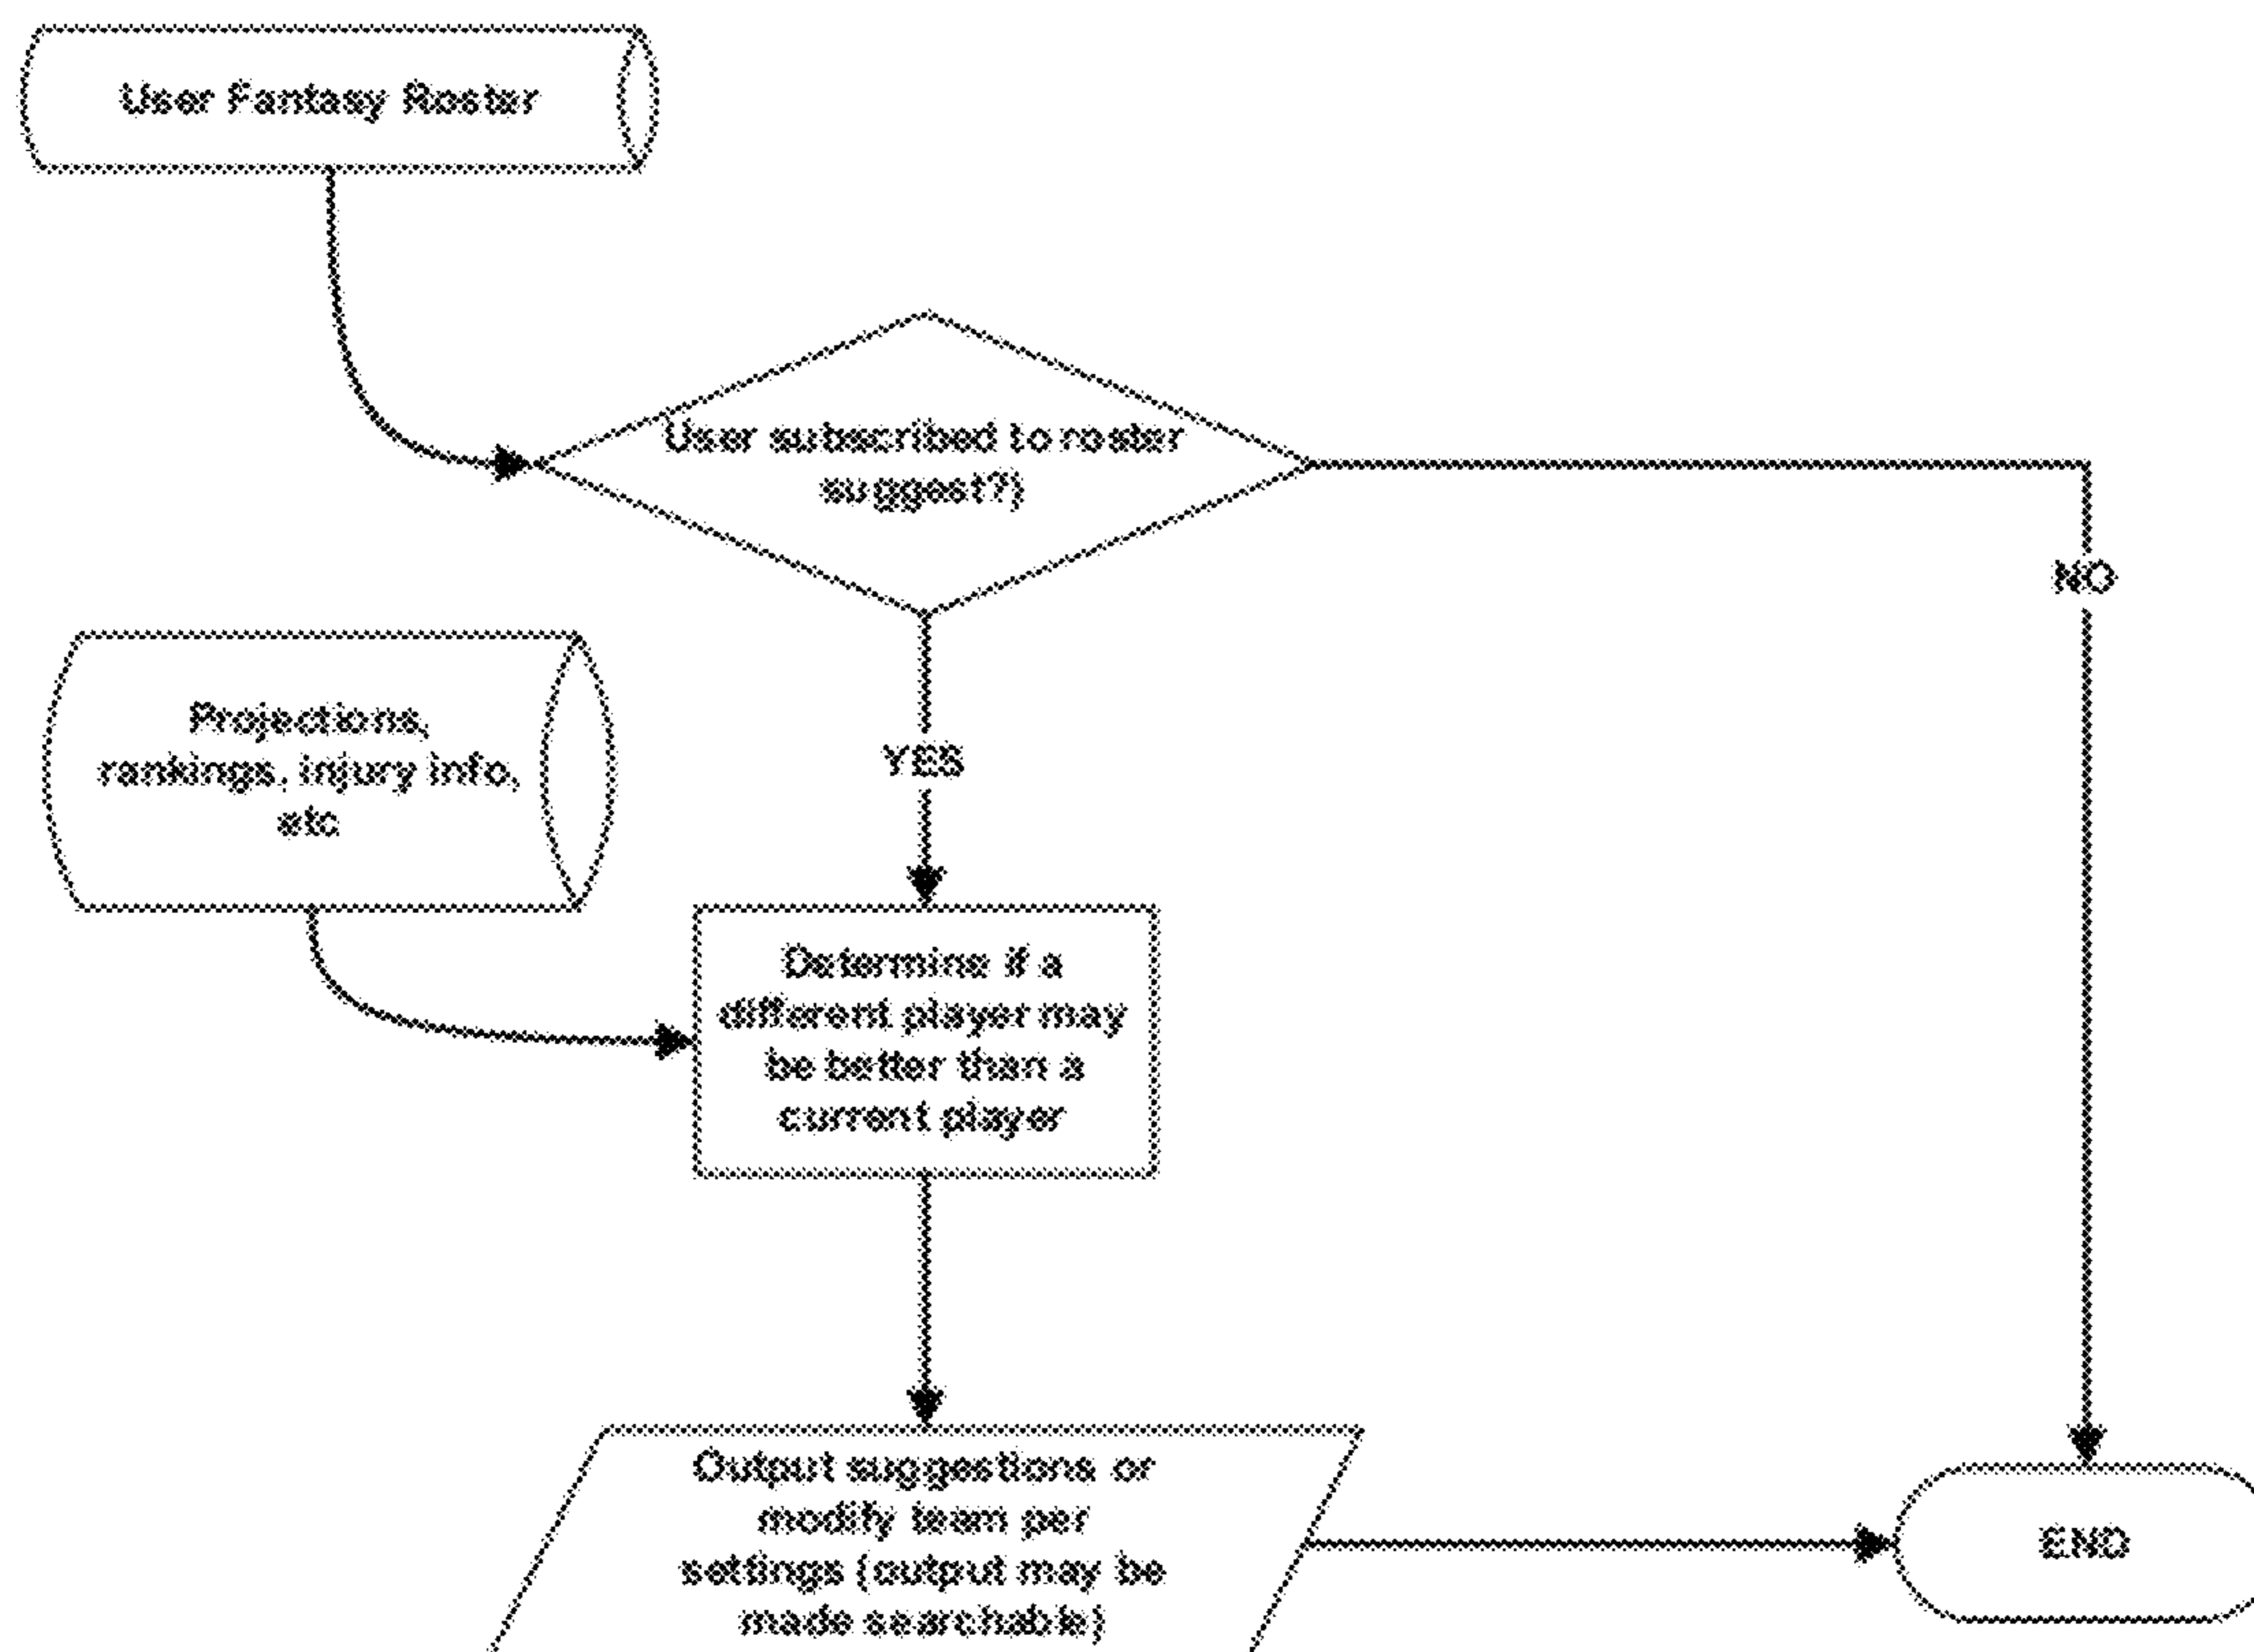 User Fantasy Roster
User subscribed to roster
suggest?)
NO
Projections,
rankings, injury info,
etc
YES
Determine if a
different player may
be better than a
current player
Output suggestions or
modify team per
settings (output may be
made searchable)
END